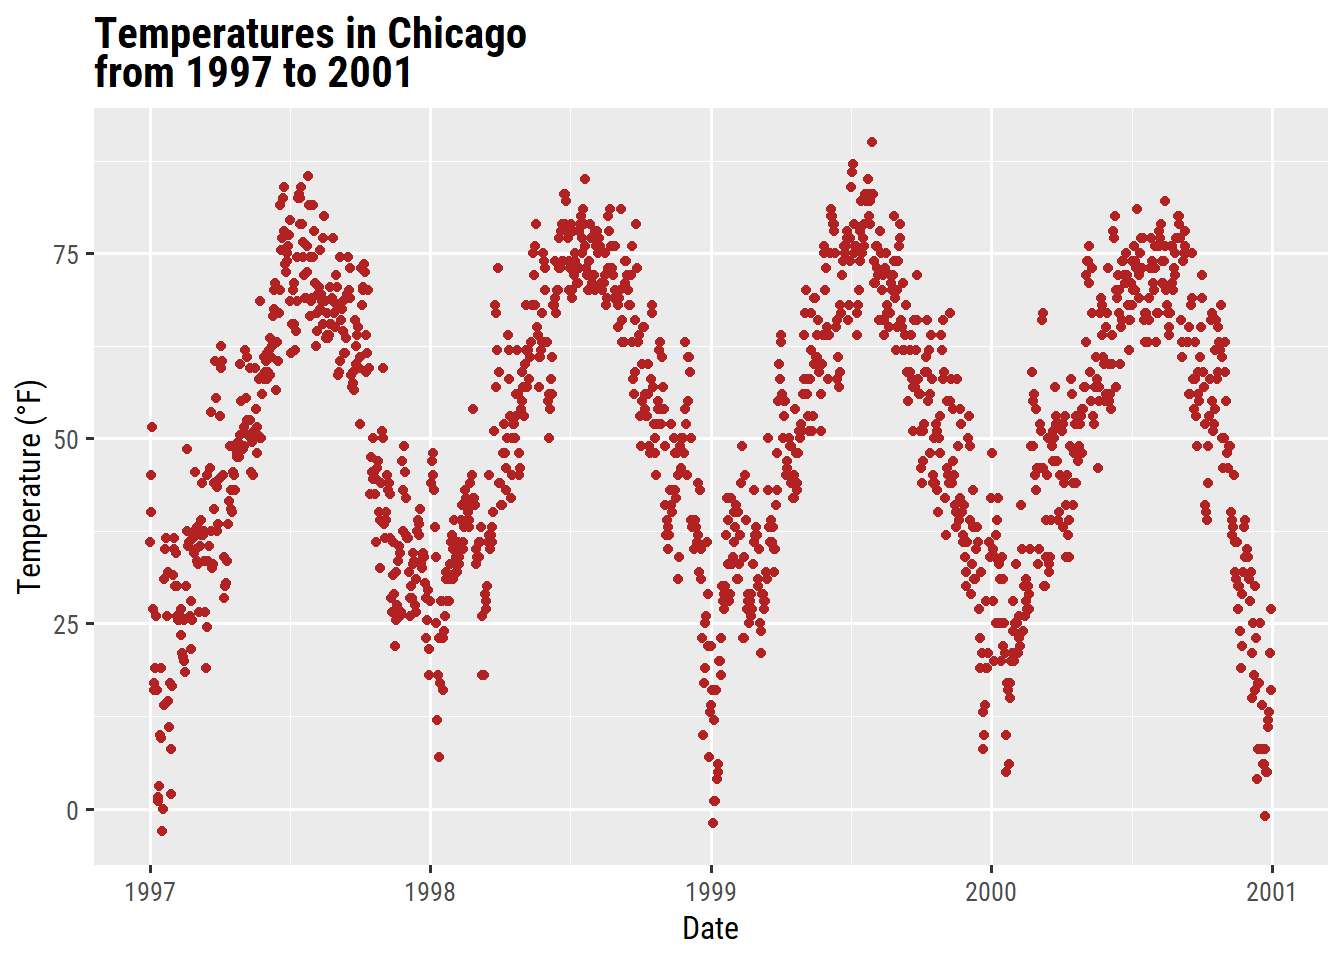 Temperatures in Chicago
from 1997 to 2001
Temperature (°F)
75
50
25
0
1997 1998 1999 2000 2001
Date